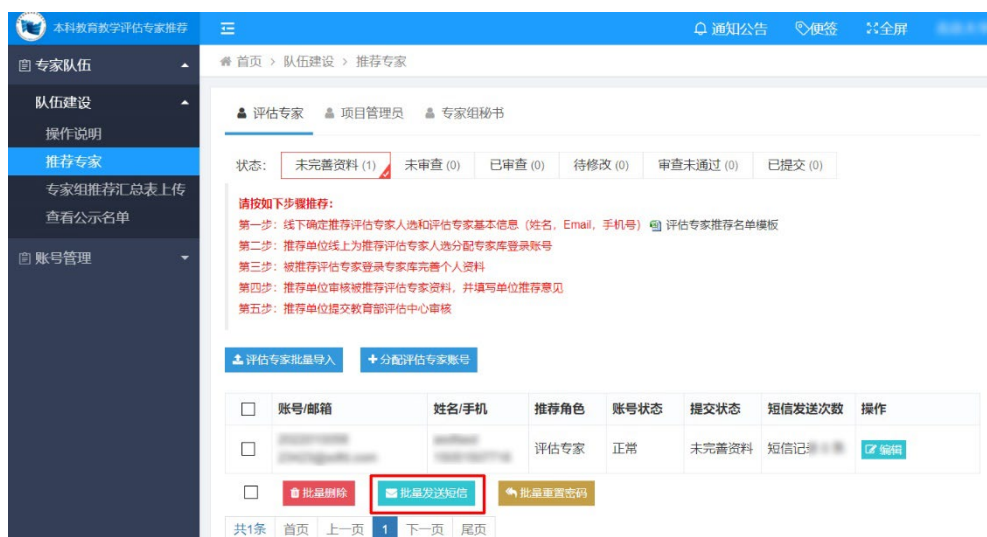 本科教育教学评估专家推荐
通知公告 便签 全屏
专家队伍
首页 > 队伍建设 > 推荐专家
队伍建设
操作说明
推荐专家
专家组推荐汇总表上传
查看公示名单
账号管理
评估专家 项目管理员 专家组秘书
状态: 未完善资料 (1) 未审查 (0) 已审查 (0) 待修改 (0) 审查未通过 (0) 已提交 (0)
请按如下步骤推荐:
第一步:线下确定推荐评估专家人选和评估专家基本信息(姓名,Email,手机号) 评估专家推荐名单模板
第二步:推荐单位线上为推荐评估专家人选分配专家库登录账号
第三步:被推荐评估专家登录专家库完善个人资料
第四步:推荐单位审核被推荐评估专家资料,并填写单位推荐意见
第五步:推荐单位提交教育部评估中心审核
评估专家批量导入 +分配评估专家账号
账号/邮箱 姓名/手机 推荐角色 账号状态 提交状态 短信发送次数 操作
评估专家 正常 未完善资料 短信记 编辑
批量删除 批量发送短信 批量重置密码
共1条 首页 上一页 1 下一页 尾页